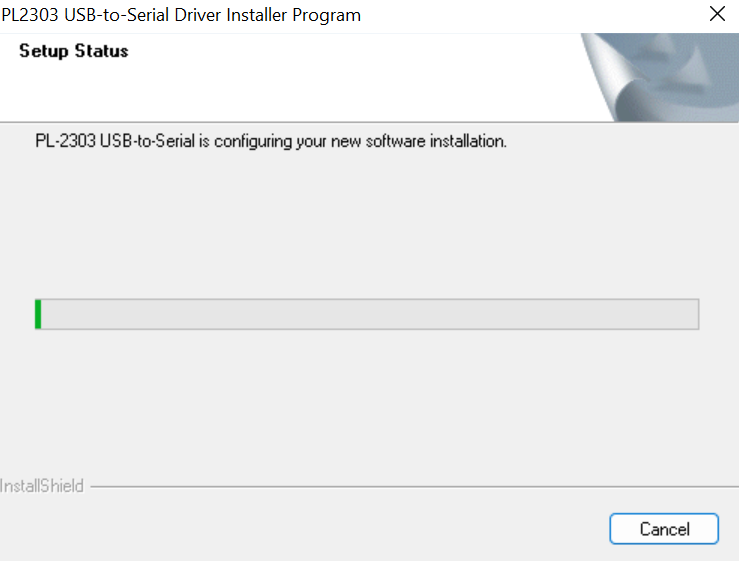 PL2303 USB-to-Serial Driver Installer Program
Setup Status
PL-2303 USB-to-Serial is configuring your new software installation.
InstallShield
Cancel